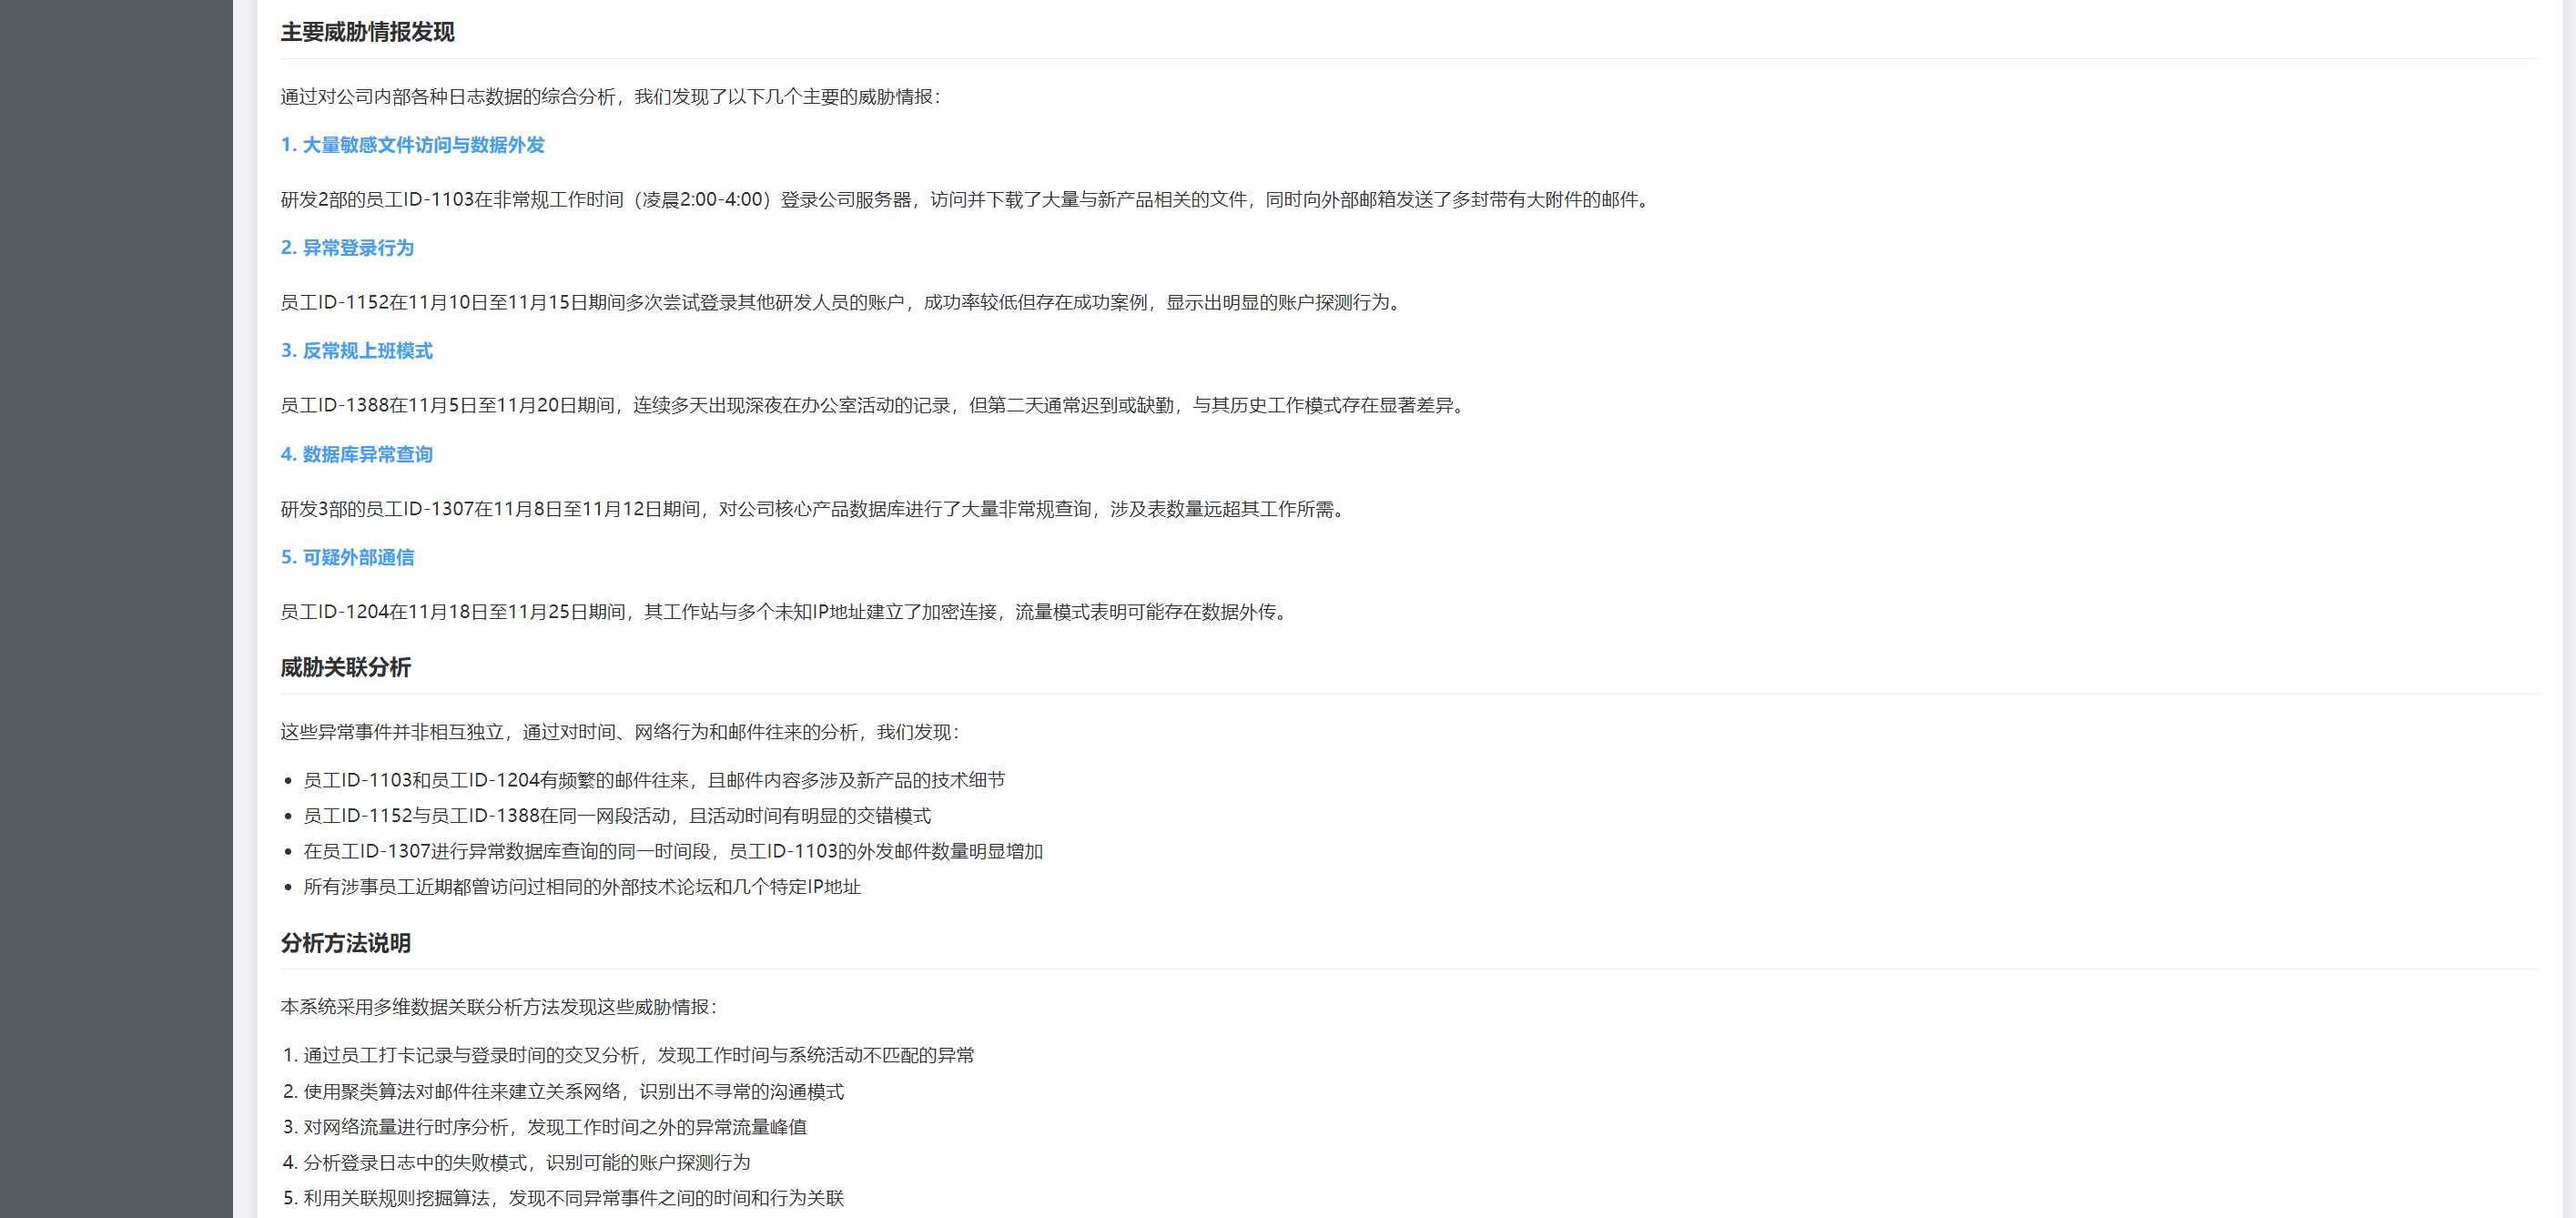 主要威胁情报发现
通过对公司内部各种日志数据的综合分析，我们发现了以下几个主要的威胁情报：
1. 大量敏感文件访问与数据外发
研发2部的员工ID-1103在非常规工作时间（凌晨2:00-4:00）登录公司服务器，访问并下载了大量与新产品相关的文件，同时向外部邮箱发送了多封带有大附件的邮件。
2. 异常登录行为
员工ID-1152在11月10日至11月15日期间多次尝试登录其他研发人员的账户，成功率较低但存在成功案例，显示出明显的账户探测行为。
3. 反常规上班模式
员工ID-1388在11月5日至11月20日期间，连续多天出现深夜在办公室活动的记录，但第二天通常迟到或缺勤，与其历史工作模式存在显著差异。
4. 数据库异常查询
研发3部的员工ID-1307在11月8日至11月12日期间，对公司核心产品数据库进行了大量非常规查询，涉及表数量远超其工作所需。
5. 可疑外部通信
员工ID-1204在11月18日至11月25日期间，其工作站与多个未知IP地址建立了加密连接，流量模式表明可能存在数据外传。
威胁关联分析
这些异常事件并非相互独立，通过对时间、网络行为和邮件往来的分析，我们发现：
• 员工ID-1103和员工ID-1204有频繁的邮件往来，且邮件内容多涉及新产品的技术细节
• 员工ID-1152与员工ID-1388在同一网段活动，且活动时间有明显的交错模式
• 在员工ID-1307进行异常数据库查询的同一时间段，员工ID-1103的外发邮件数量明显增加
• 所有涉事员工近期都曾访问过相同的外部技术论坛和几个特定IP地址
分析方法说明
本系统采用多维数据关联分析方法发现这些威胁情报：
1. 通过员工打卡记录与登录时间的交叉分析，发现工作时间与系统活动不匹配的异常
2. 使用聚类算法对邮件往来建立关系网络，识别出不寻常的沟通模式
3. 对网络流量进行时序分析，发现工作时间之外的异常流量峰值
4. 分析登录日志中的失败模式，识别可能的账户探测行为
5. 利用关联规则挖掘算法，发现不同异常事件之间的时间和行为关联